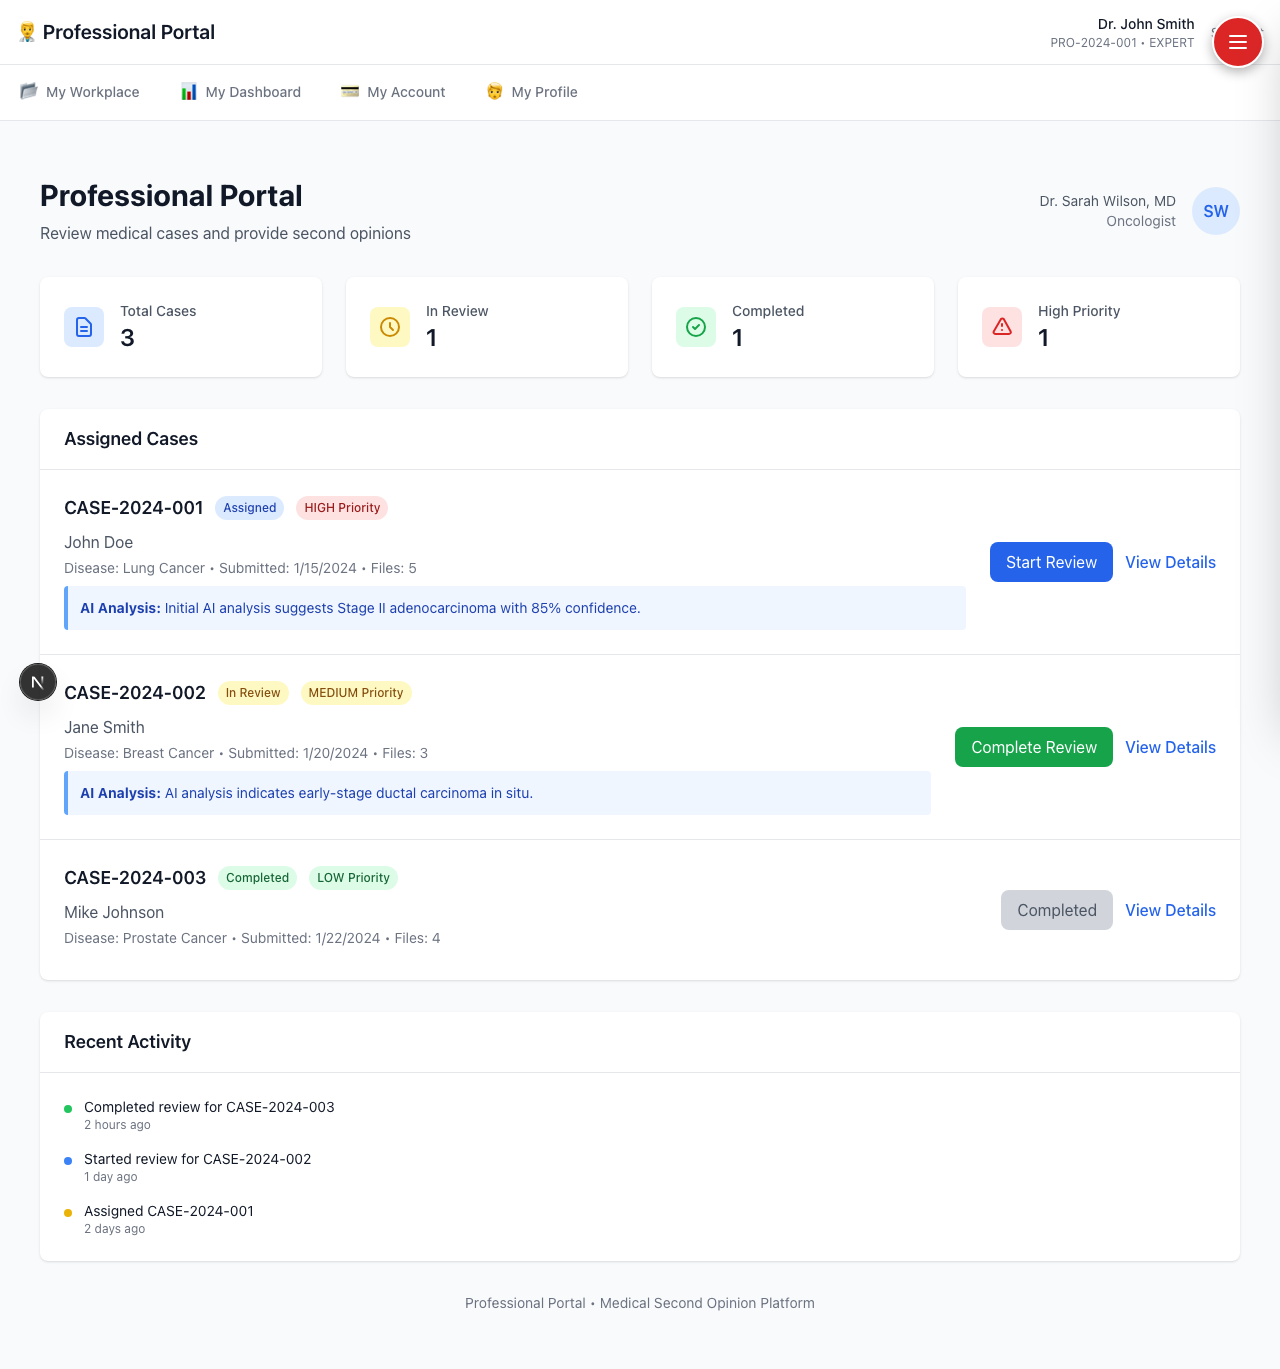 Professional Portal
Dr. John Smith
PRO-2024-001 • EXPERT
My Workplace
My Dashboard
My Account
My Profile
Professional Portal
Review medical cases and provide second opinions
Dr. Sarah Wilson, MD
Oncologist
SW
Total Cases
3
In Review
1
Completed
1
High Priority
1
Assigned Cases
CASE-2024-001 Assigned HIGH Priority
John Doe
Disease: Lung Cancer • Submitted: 1/15/2024 • Files: 5
AI Analysis: Initial AI analysis suggests Stage II adenocarcinoma with 85% confidence.
Start Review View Details
CASE-2024-002 In Review MEDIUM Priority
Jane Smith
Disease: Breast Cancer • Submitted: 1/20/2024 • Files: 3
AI Analysis: AI analysis indicates early-stage ductal carcinoma in situ.
Complete Review View Details
CASE-2024-003 Completed LOW Priority
Mike Johnson
Disease: Prostate Cancer • Submitted: 1/22/2024 • Files: 4
Completed View Details
Recent Activity
Completed review for CASE-2024-003
2 hours ago
Started review for CASE-2024-002
1 day ago
Assigned CASE-2024-001
2 days ago
Professional Portal • Medical Second Opinion Platform
N